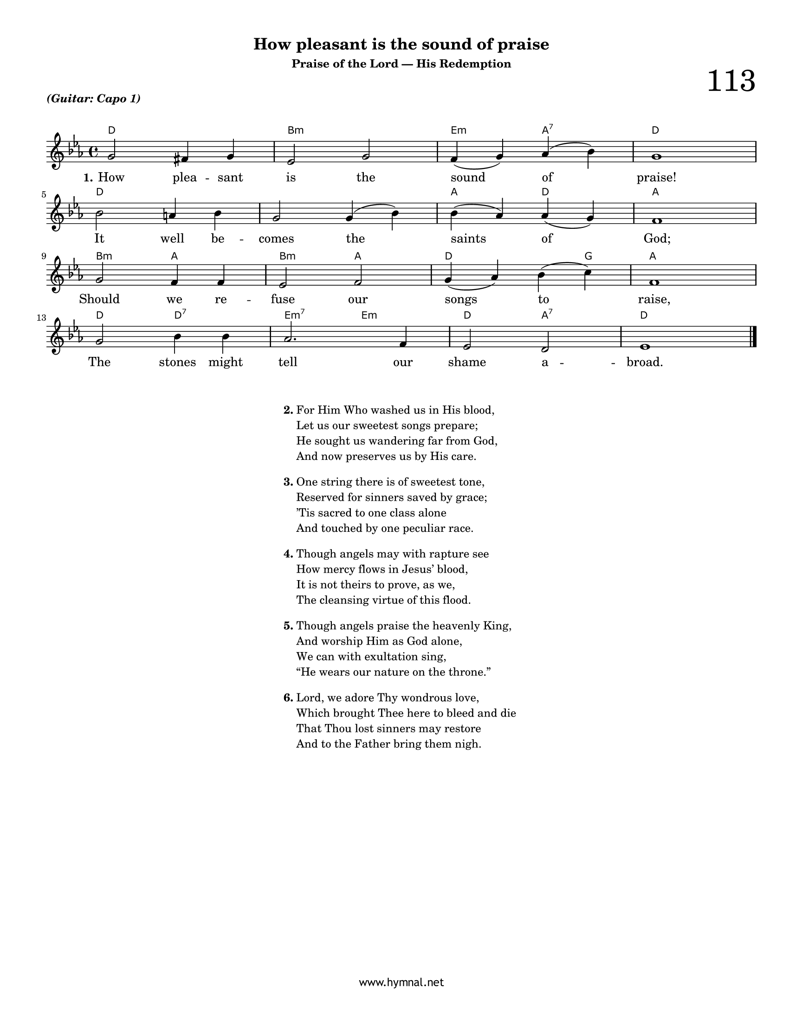 How pleasant is the sound of praise
Praise of the Lord — His Redemption
113
(Guitar: Capo 1)
D Bm Em A7 D
1. How plea - sant is the sound of praise!
5
D A D A
It well be - comes the saints of God;
9
Bm A Bm A D G A
Should we re - fuse our songs to raise,
13
D D7 Em7 Em D A7 D
The stones might tell our shame a - - broad.
2. For Him Who washed us in His blood,
Let us our sweetest songs prepare;
He sought us wandering far from God,
And now preserves us by His care.
3. One string there is of sweetest tone,
Reserved for sinners saved by grace;
’Tis sacred to one class alone
And touched by one peculiar race.
4. Though angels may with rapture see
How mercy flows in Jesus’ blood,
It is not theirs to prove, as we,
The cleansing virtue of this flood.
5. Though angels praise the heavenly King,
And worship Him as God alone,
We can with exultation sing,
“He wears our nature on the throne.”
6. Lord, we adore Thy wondrous love,
Which brought Thee here to bleed and die
That Thou lost sinners may restore
And to the Father bring them nigh.
www.hymnal.net